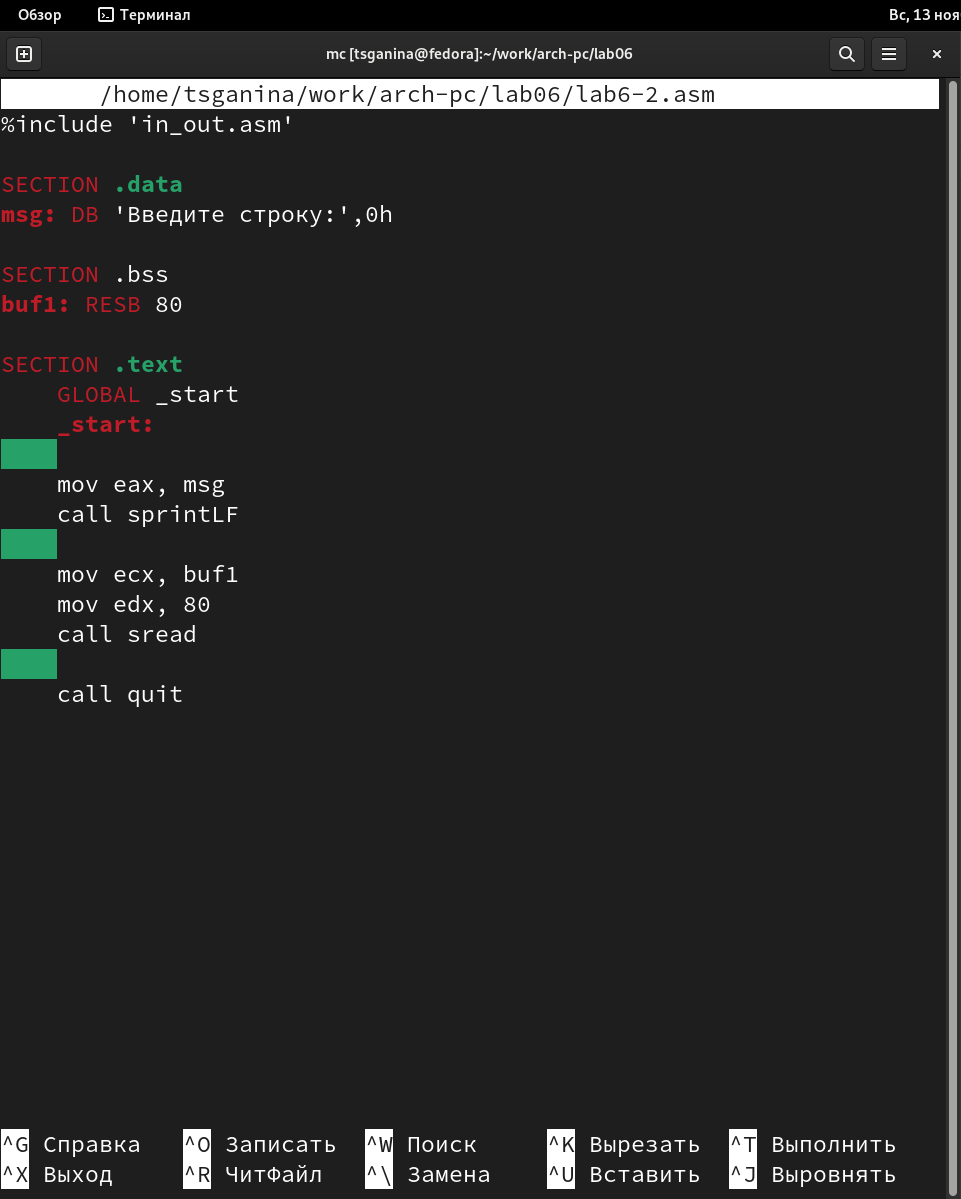 Обзор Терминал Вс, 13 ноя
mc [tsganina@fedora]:~/work/arch-pc/lab06
/home/tsganina/work/arch-pc/lab06/lab6-2.asm
%include 'in_out.asm'
SECTION .data
msg: DB 'Введите строку:',0h
SECTION .bss
buf1: RESB 80
SECTION .text
GLOBAL _start
_start:
mov eax, msg
call sprintLF
mov ecx, buf1
mov edx, 80
call sread
call quit
^G Справка ^O Записать ^W Поиск ^K Вырезать ^T Выполнить
^X Выход ^R ЧитФайл ^\ Замена ^U Вставить ^J Выровнять